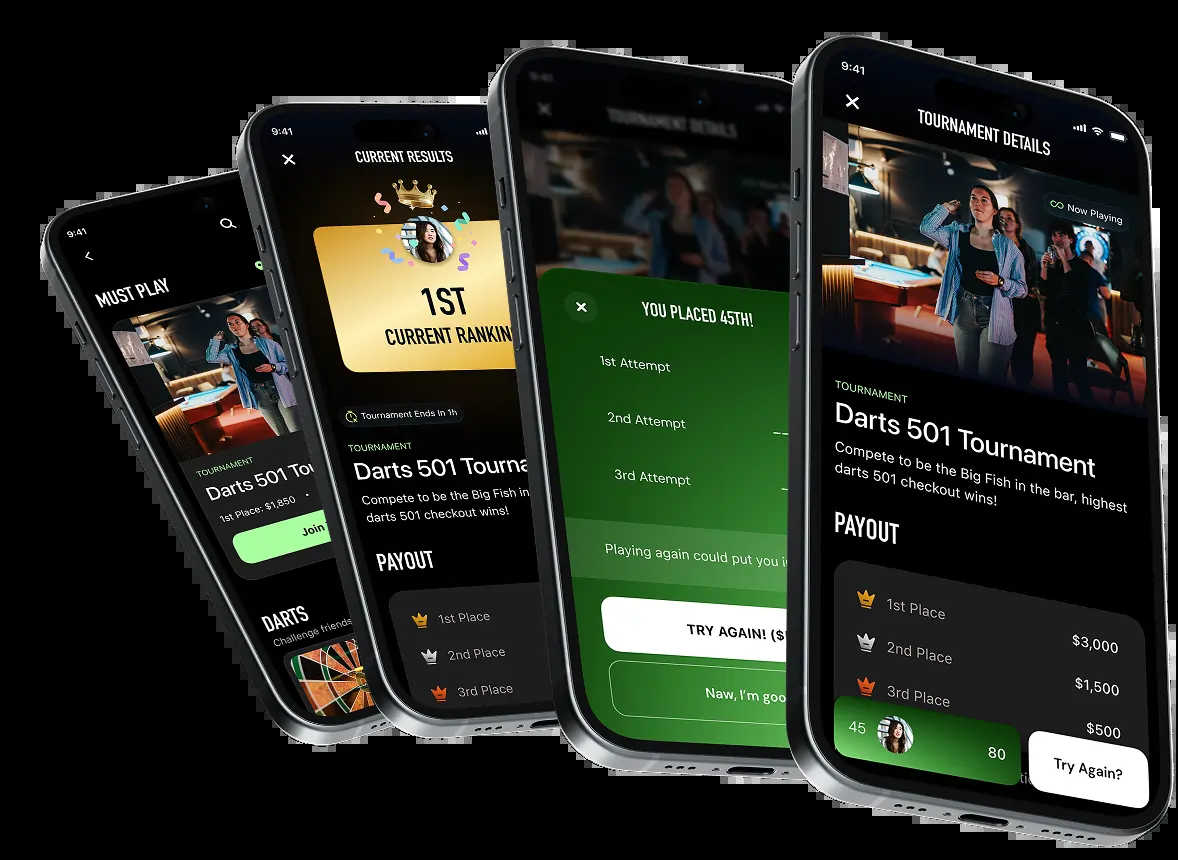 9:41
MUST PLAY
TOURNAMENT
Darts 501
1st Place: $1,850 •
Join
DARTS
Challenge friends
9:41
CURRENT RESULTS
1ST
CURRENT
Tournament Ends In 1h
TOURNAMENT
Darts 501
Compete to be the Big Fish in
darts 501 checkout wins!
PAYOUT
1st Place
2nd Place
3rd Place
TOURNAMENT DETAILS
YOU PLACED 45TH!
1st Attempt
2nd Attempt
3rd Attempt
Playing again could put you
TRY AGAIN! ($
Naw, I'm
9:41
TOURNAMENT DETAILS
Now Playing
TOURNAMENT
Darts 501 Tournament
Compete to be the Big Fish in the bar, highest
darts 501 checkout wins!
PAYOUT
1st Place $3,000
2nd Place $1,500
3rd Place $500
45 80
Try Again?